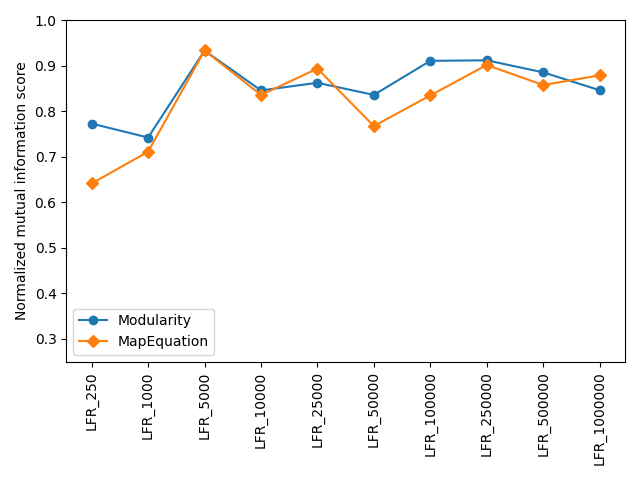 Normalized mutual information score
1.0
0.9
0.8
0.7
0.6
0.5
0.4
0.3
Modularity
MapEquation
LFR_250
LFR_1000
LFR_5000
LFR_10000
LFR_25000
LFR_50000
LFR_100000
LFR_250000
LFR_500000
LFR_1000000